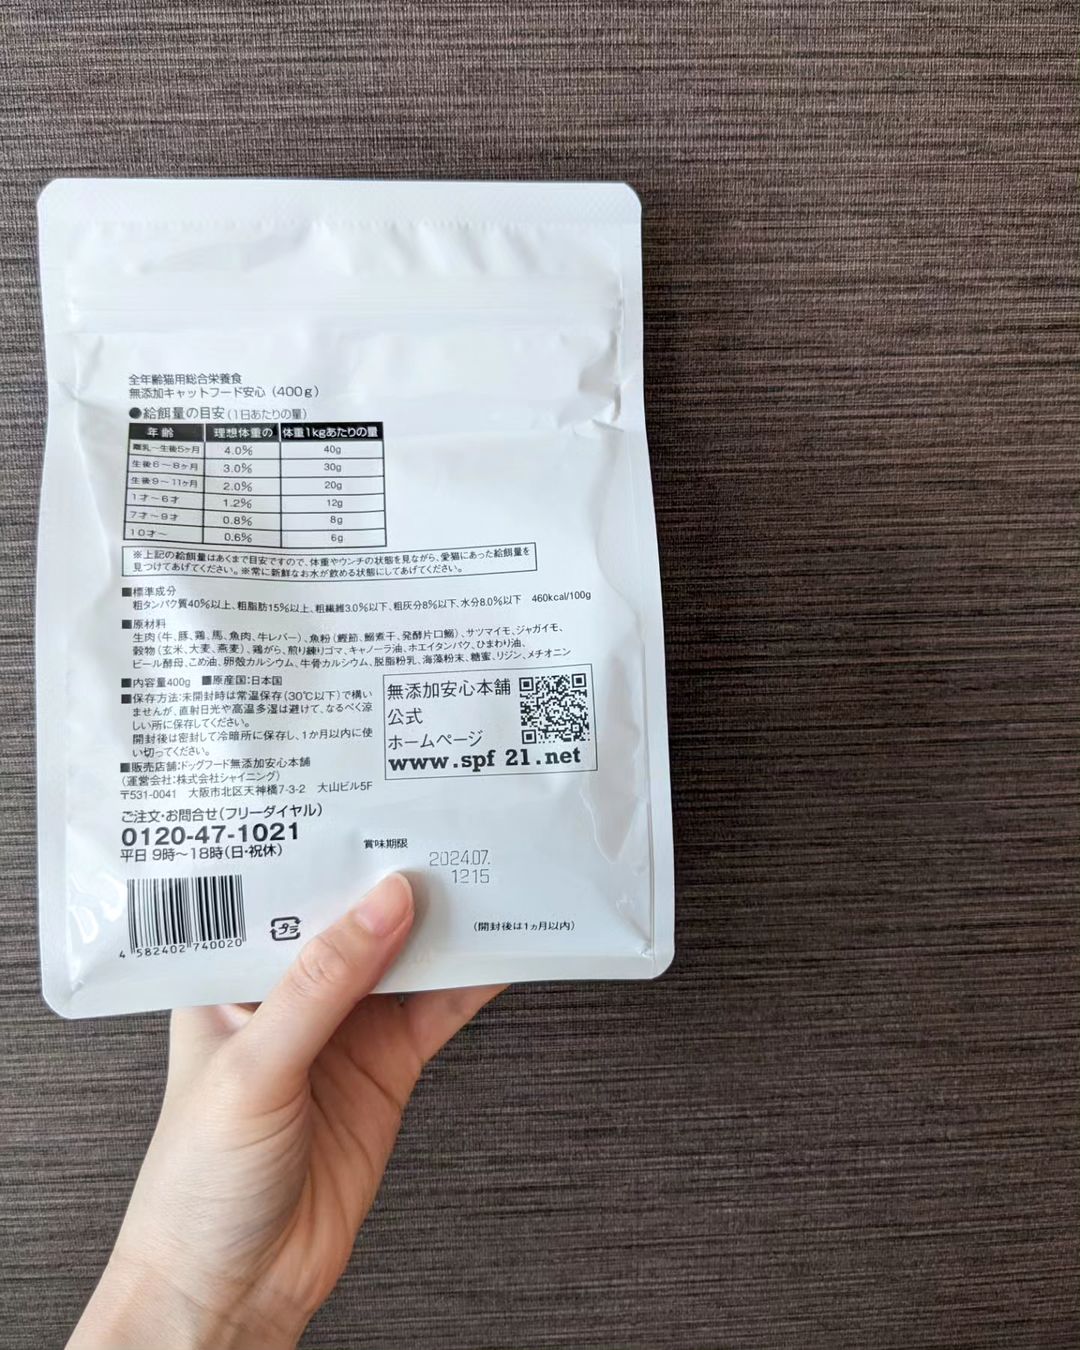 全年齢猫用総合栄養食
無添加キャットフード安心（400g）
●給餌量の目安(1日あたりの量)
年 齢 理想体重の 体重1kgあたりの量
離乳～生後5ヶ月 4.0% 40g
生後6～8ヶ月 3.0% 30g
生後9～11ヶ月 2.0% 20g
1才～6才 1.2% 12g
7才～9才 0.8% 8g
10才～ 0.6% 6g
※上記の給餌量はあくまで目安ですので、体重やウンチの状態を見ながら、愛猫にあった給餌量を
見つけてあげてください。※常に新鮮なお水が飲める状態にしてあげてください。
■標準成分
粗タンパク質40%以上、粗脂肪15%以上、粗繊維3.0%以下、粗灰分8%以下、水分8.0%以下 460kcal/100g
■原材料
生肉(牛、豚、鶏、馬、魚肉、牛レバー)、魚粉(鰹節、鰯煮干、発酵片口鰯)、サツマイモ、ジャガイモ、
穀物(玄米、大麦、燕麦)、鶏がら、煎り練りゴマ、キャノーラ油、ホエイタンパク、ひまわり油、
ビール酵母、こめ油、卵殻カルシウム、牛骨カルシウム、脱脂粉乳、海藻粉末、糖蜜、リジン、メチオニン
■内容量400g ■原産国:日本国
■保存方法:未開封時は常温保存(30℃以下)で構い
ませんが、直射日光や高温多湿は避けて、なるべく涼
しい所に保存してください。
開封後は密封して冷暗所に保存し、1か月以内に使
い切ってください。
■販売店舗:ドッグフード無添加安心本舗
(運営会社:株式会社シャイニング)
〒531-0041 大阪市北区天神橋7-3-2 大山ビル5F
無添加安心本舗
公式
ホームページ
www.spf 21.net
ご注文・お問合せ(フリーダイヤル)
0120-47-1021
平日 9時～18時(日・祝休)
賞味期限
2024.07.
1215
4 582402 740020
プラ
(開封後は1ヵ月以内)